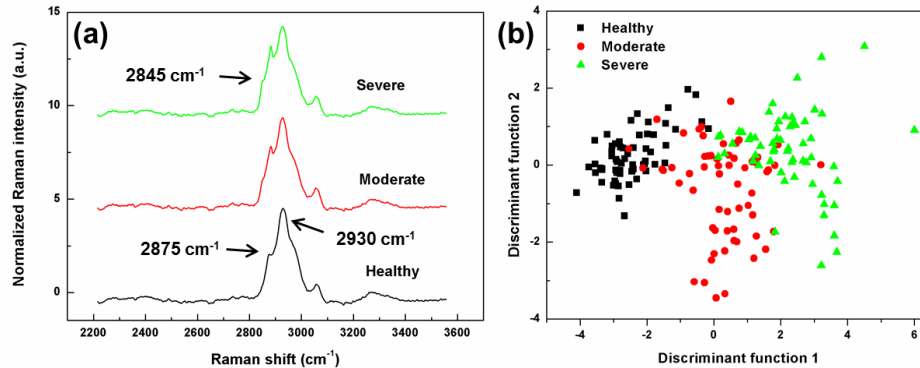 (a)
Normalized Raman intensity (a.u.)
15
10
5
0
2845 cm⁻¹
Severe
Moderate
2875 cm⁻¹
2930 cm⁻¹
Healthy
2200 2400 2600 2800 3000 3200 3400 3600
Raman shift (cm⁻¹)
(b)
Healthy
Moderate
Severe
Discriminant function 2
4
2
0
-2
-4
-4 -2 0 2 4 6
Discriminant function 1